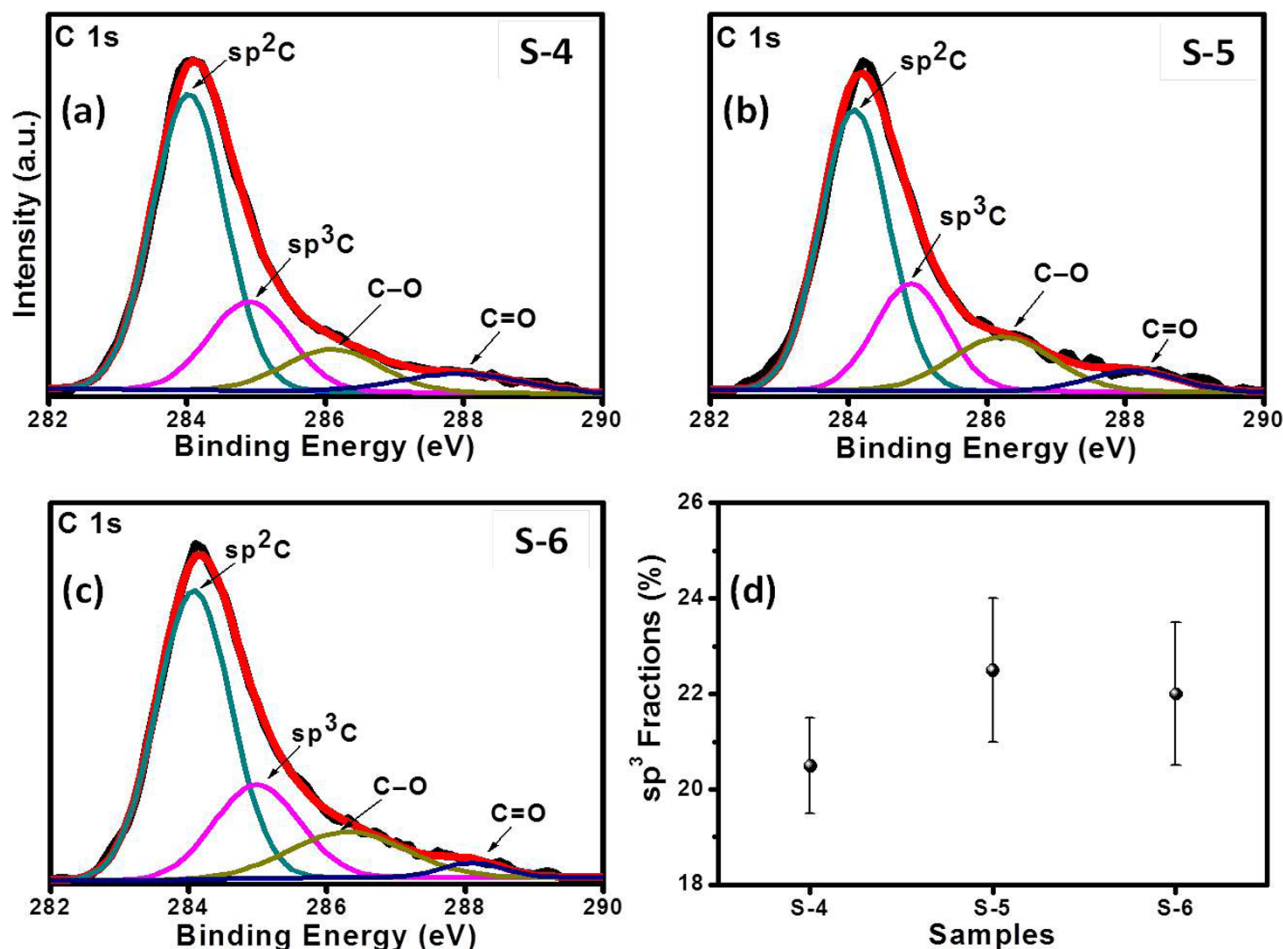 C 1s
S-4
(a)
sp²C
sp³C
C–O
C=O
Intensity (a.u.)
282 284 286 288 290
Binding Energy (eV)
C 1s
S-5
(b)
sp²C
sp³C
C–O
C=O
282 284 286 288 290
Binding Energy (eV)
C 1s
S-6
(c)
sp²C
sp³C
C–O
C=O
282 284 286 288 290
Binding Energy (eV)
(d)
sp³ Fractions (%)
26
24
22
20
18
S-4 S-5 S-6
Samples